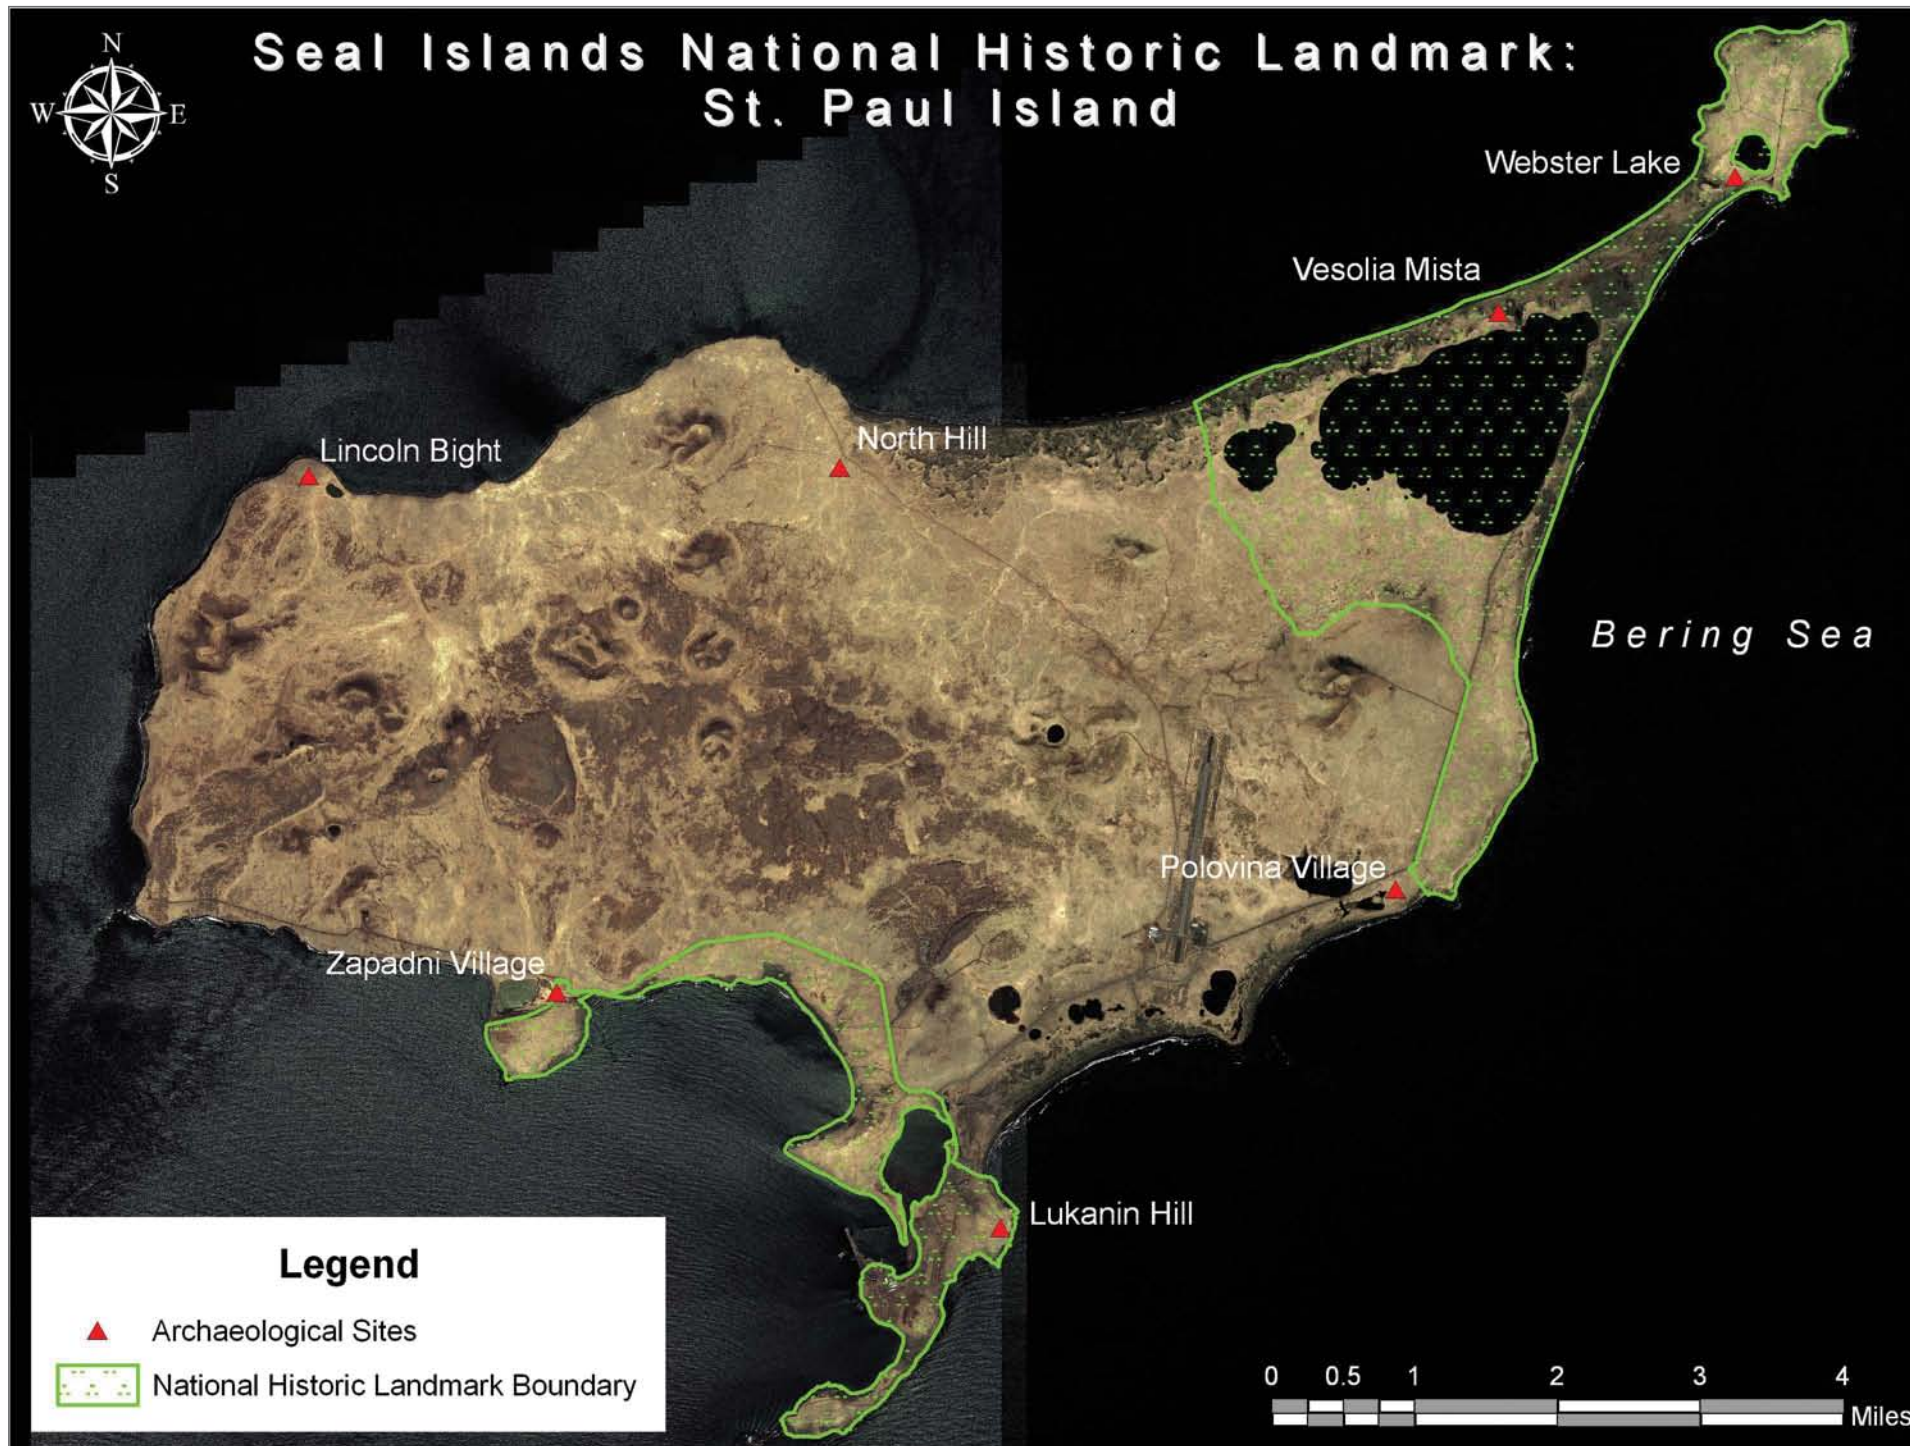 Seal Islands National Historic Landmark:
St. Paul Island
N
W
E
S
Webster Lake
Vesolia Mista
North Hill
Lincoln Bight
Bering Sea
Polovina Village
Zapadni Village
Lukanin Hill
Legend
Archaeological Sites
National Historic Landmark Boundary
0 0.5 1 2 3 4
Miles